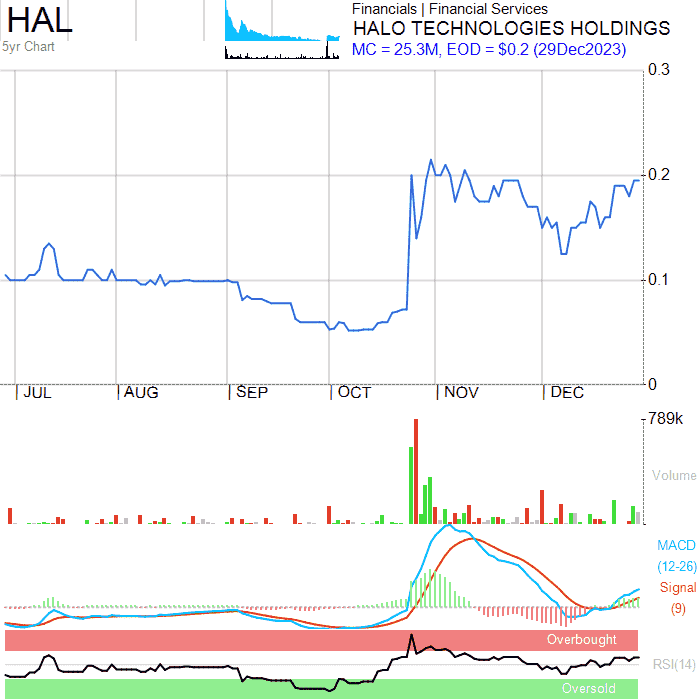 HAL
5yr Chart
Financials | Financial Services
HALO TECHNOLOGIES HOLDINGS
MC = 25.3M, EOD = $0.2 (29Dec2023)
0.3
0.2
0.1
0
| JUL | AUG | SEP | OCT | NOV | DEC
789k
Volume
MACD
(12-26)
Signal
(9)
Overbought
RSI(14)
Oversold